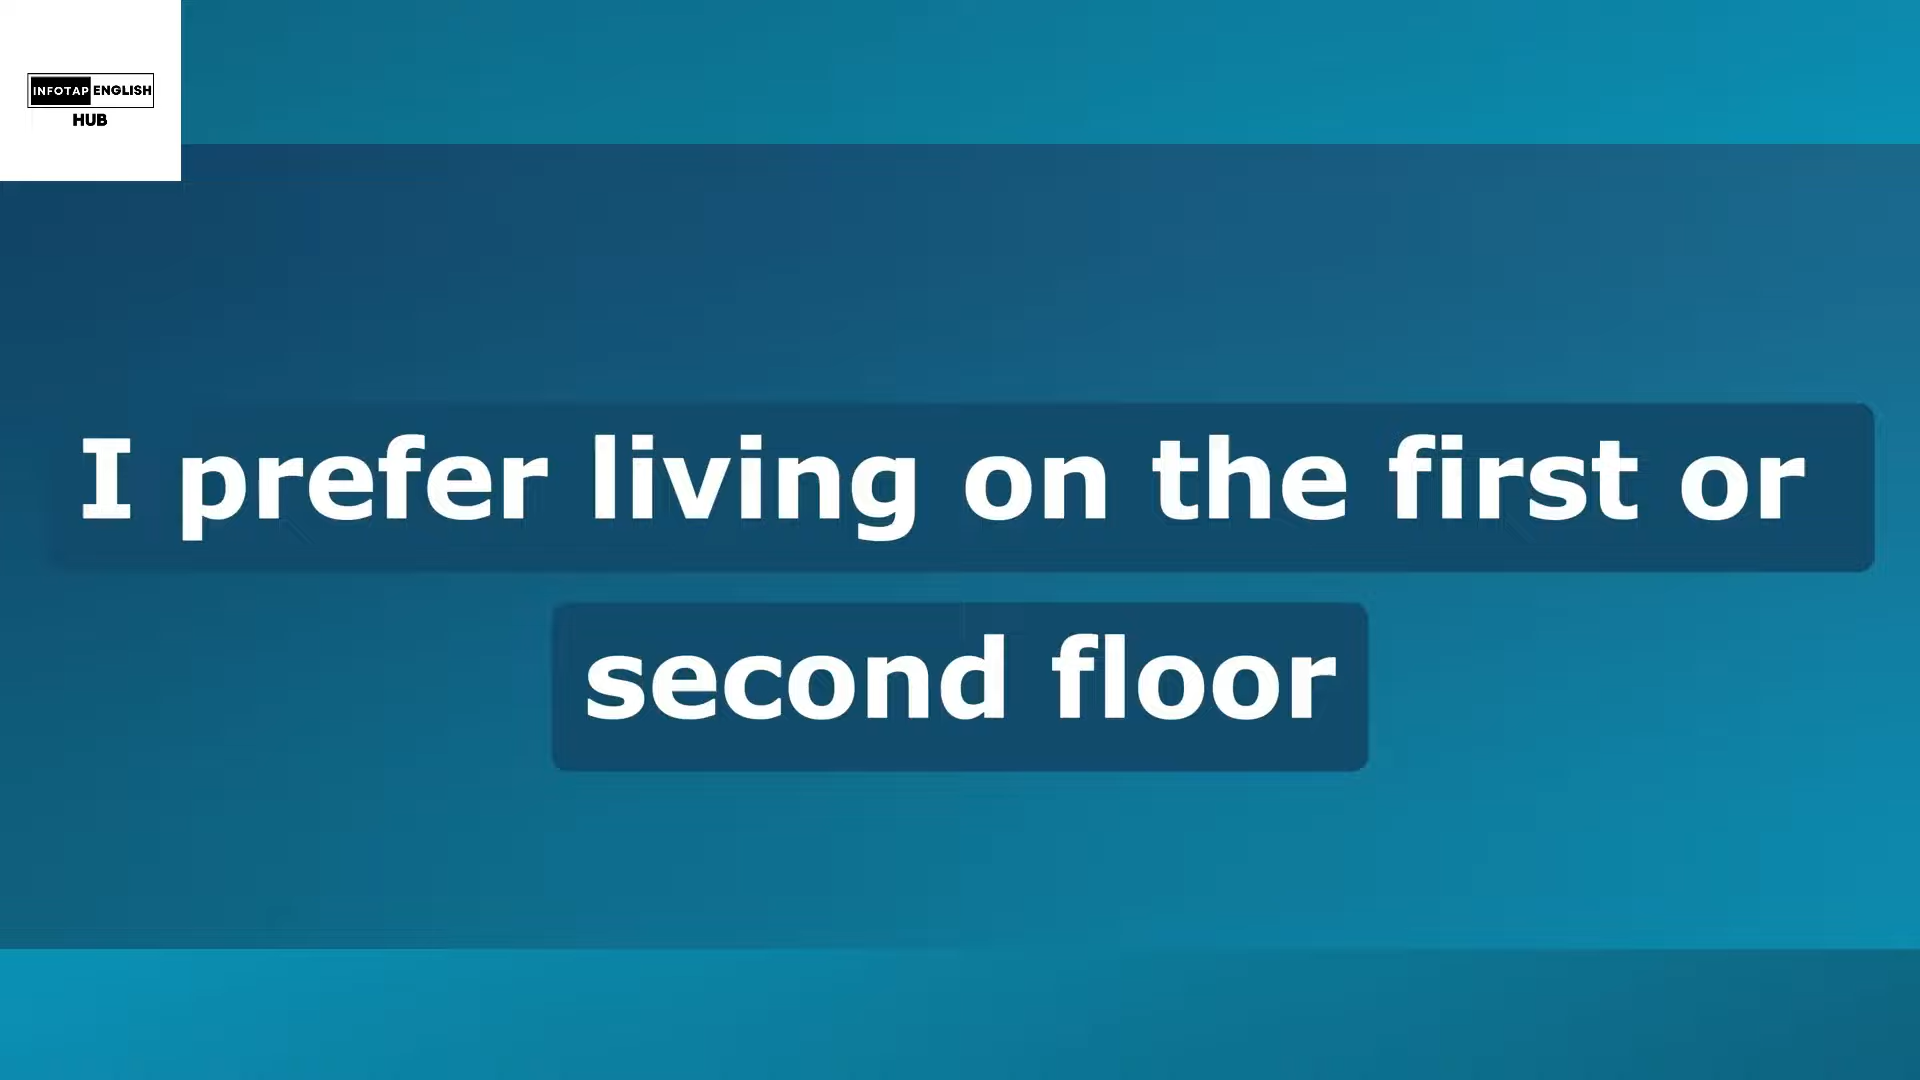 INFOTAP ENGLISH
HUB
I prefer living on the first or
second floor